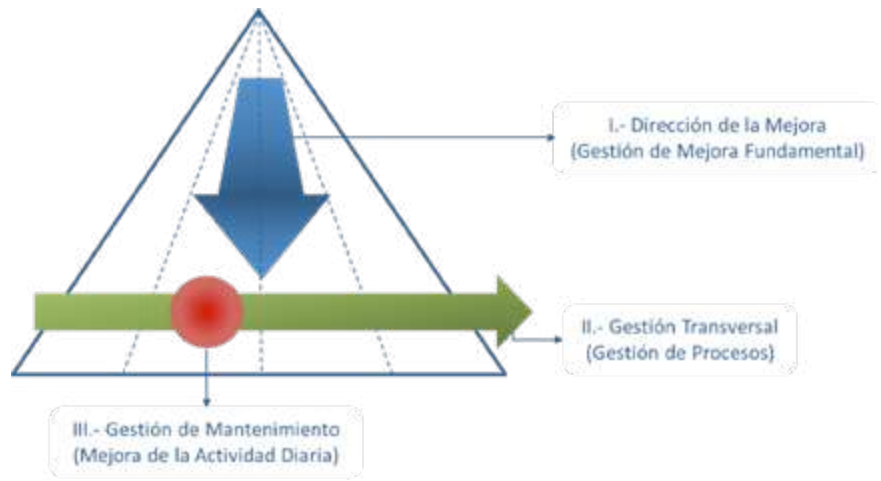 I.- Dirección de la Mejora
(Gestión de Mejora Fundamental)
II.- Gestión Transversal
(Gestión de Procesos)
III.- Gestión de Mantenimiento
(Mejora de la Actividad Diaria)